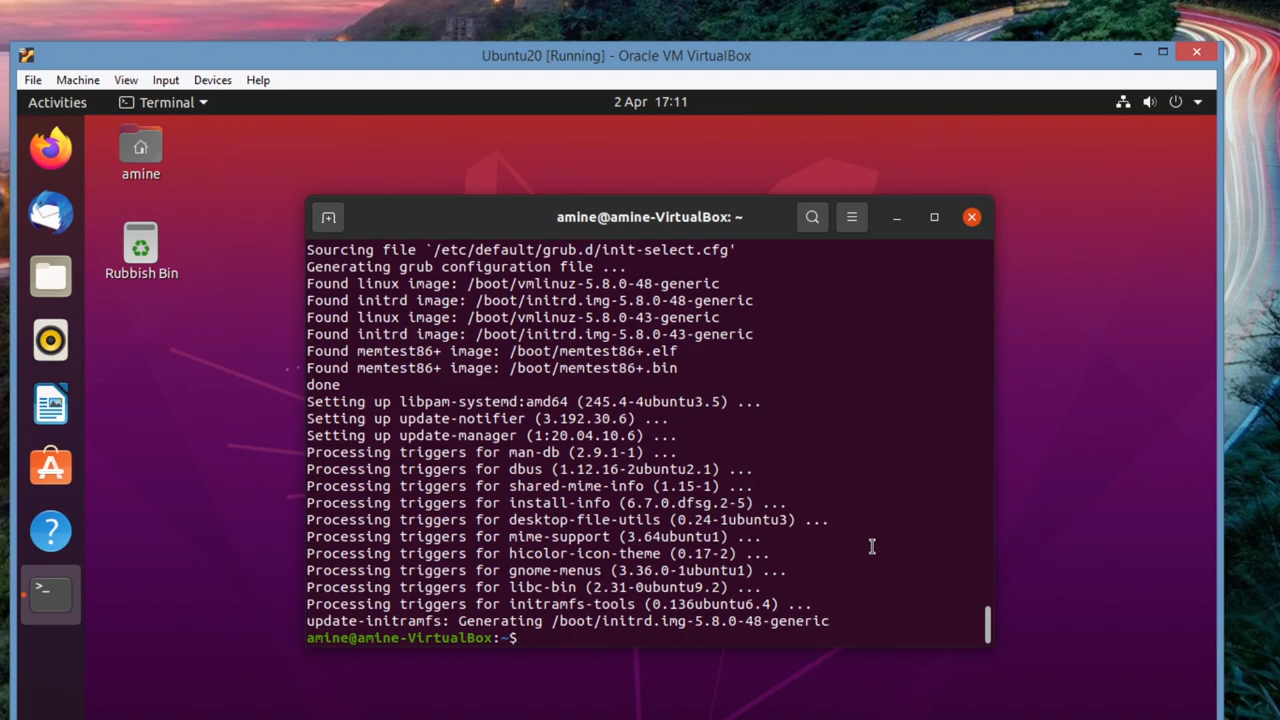 Ubuntu20 [Running] - Oracle VM VirtualBox
File Machine View Input Devices Help
Activities Terminal 2 Apr 17:11
amine
Rubbish Bin
amine@amine-VirtualBox: ~
Sourcing file `/etc/default/grub.d/init-select.cfg'
Generating grub configuration file ...
Found linux image: /boot/vmlinuz-5.8.0-48-generic
Found initrd image: /boot/initrd.img-5.8.0-48-generic
Found linux image: /boot/vmlinuz-5.8.0-43-generic
Found initrd image: /boot/initrd.img-5.8.0-43-generic
Found memtest86+ image: /boot/memtest86+.elf
Found memtest86+ image: /boot/memtest86+.bin
done
Setting up libpam-systemd:amd64 (245.4-4ubuntu3.5) ...
Setting up update-notifier (3.192.30.6) ...
Setting up update-manager (1:20.04.10.6) ...
Processing triggers for man-db (2.9.1-1) ...
Processing triggers for dbus (1.12.16-2ubuntu2.1) ...
Processing triggers for shared-mime-info (1.15-1) ...
Processing triggers for install-info (6.7.0.dfsg.2-5) ...
Processing triggers for desktop-file-utils (0.24-1ubuntu3) ...
Processing triggers for mime-support (3.64ubuntu1) ...
Processing triggers for hicolor-icon-theme (0.17-2) ...
Processing triggers for gnome-menus (3.36.0-1ubuntu1) ...
Processing triggers for libc-bin (2.31-0ubuntu9.2) ...
Processing triggers for initramfs-tools (0.136ubuntu6.4) ...
update-initramfs: Generating /boot/initrd.img-5.8.0-48-generic
amine@amine-VirtualBox:~$